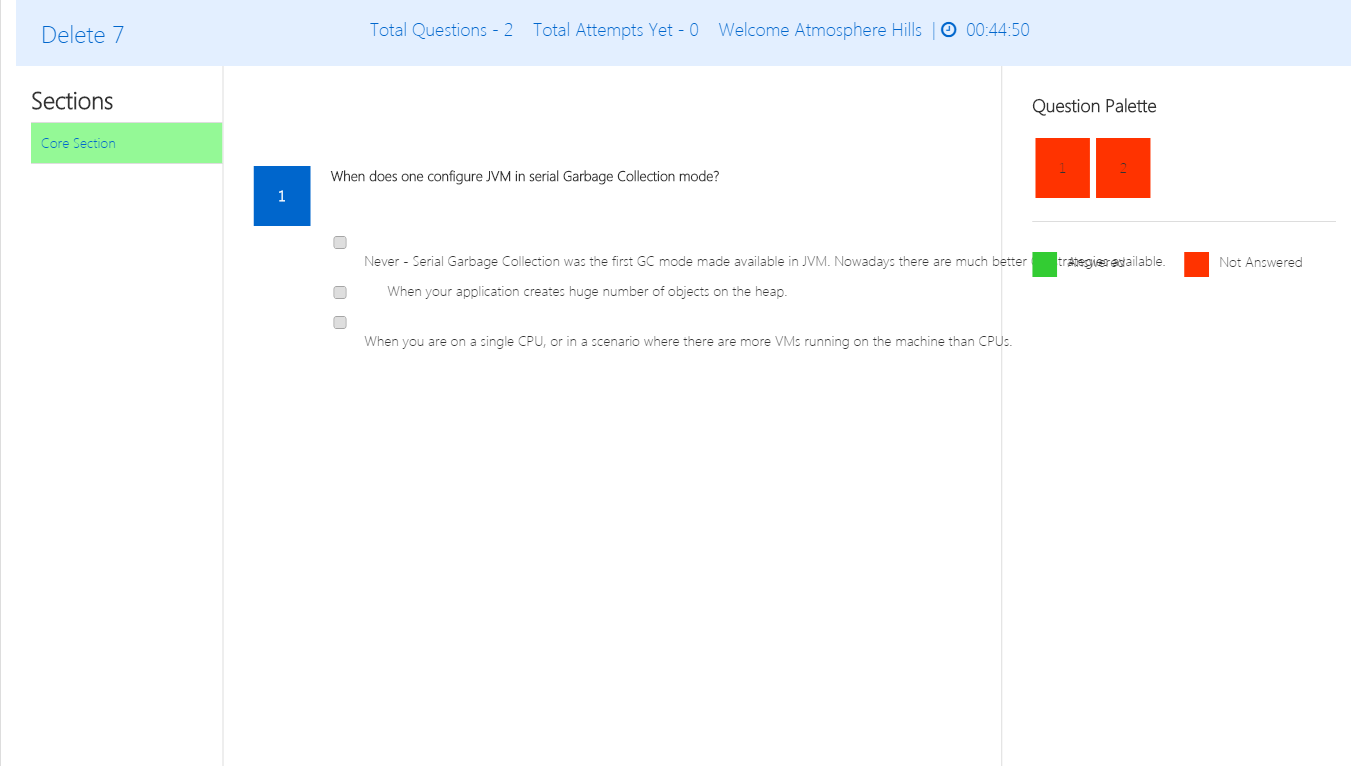 Delete 7
Total Questions - 2 Total Attempts Yet - 0 Welcome Atmosphere Hills | 00:44:50
Sections
Core Section
1
When does one configure JVM in serial Garbage Collection mode?
Never - Serial Garbage Collection was the first GC mode made available in JVM. Nowadays there are much better strategies available.
When your application creates huge number of objects on the heap.
When you are on a single CPU, or in a scenario where there are more VMs running on the machine than CPUs.
Question Palette
1 2
Answered
Not Answered